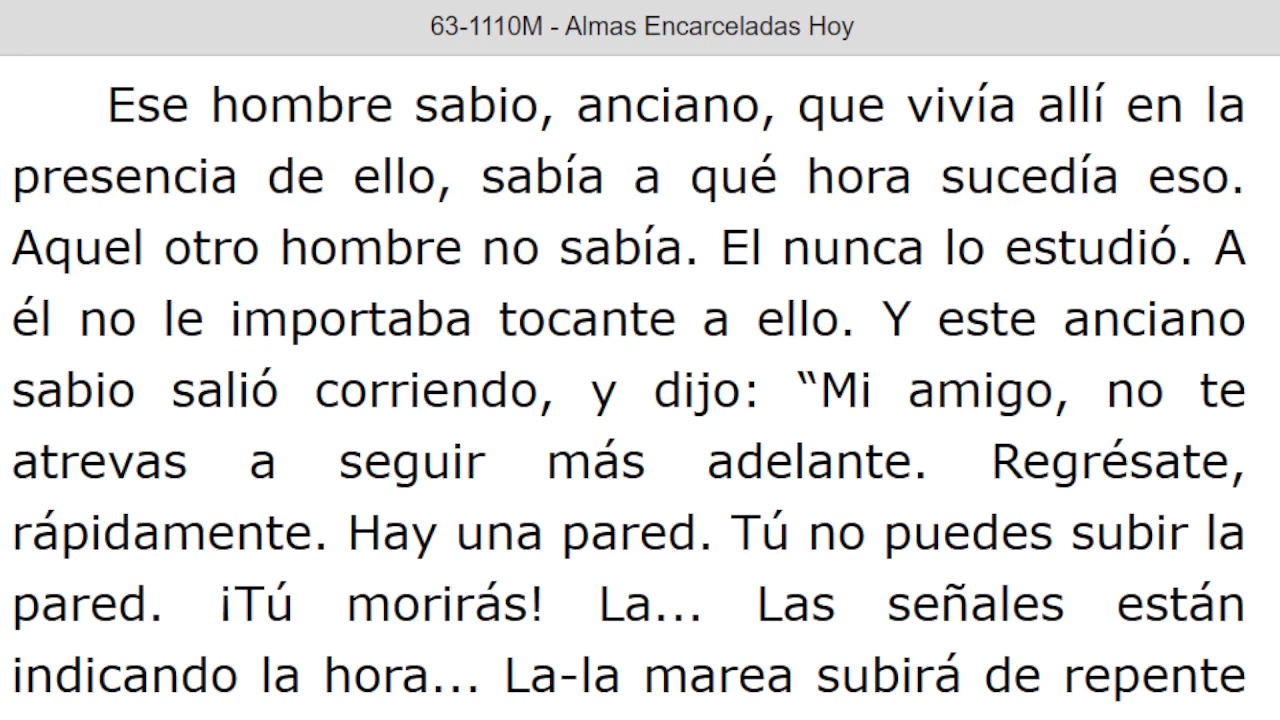 63-1110M - Almas Encarceladas Hoy
Ese hombre sabio, anciano, que vivía allí en la
presencia de ello, sabía a qué hora sucedía eso.
Aquel otro hombre no sabía. El nunca lo estudió. A
él no le importaba tocante a ello. Y este anciano
sabio salió corriendo, y dijo: “Mi amigo, no te
atrevas a seguir más adelante. Regrésate,
rápidamente. Hay una pared. Tú no puedes subir la
pared. ¡Tú morirás! La... Las señales están
indicando la hora... La-la marea subirá de repente